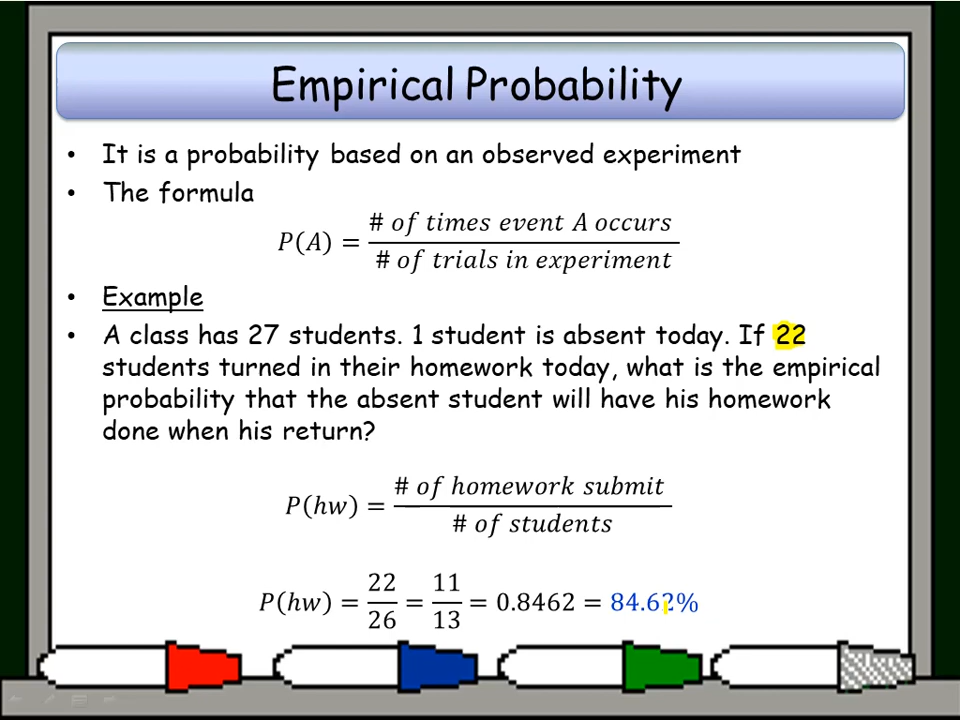 Empirical Probability
• It is a probability based on an observed experiment
• The formula
P(A) = # of times event A occurs / # of trials in experiment
• Example
• A class has 27 students. 1 student is absent today. If 22
students turned in their homework today, what is the empirical
probability that the absent student will have his homework
done when his return?
P(hw) = # of homework submit / # of students
P(hw) = 22/26 = 11/13 = 0.8462 = 84.62%